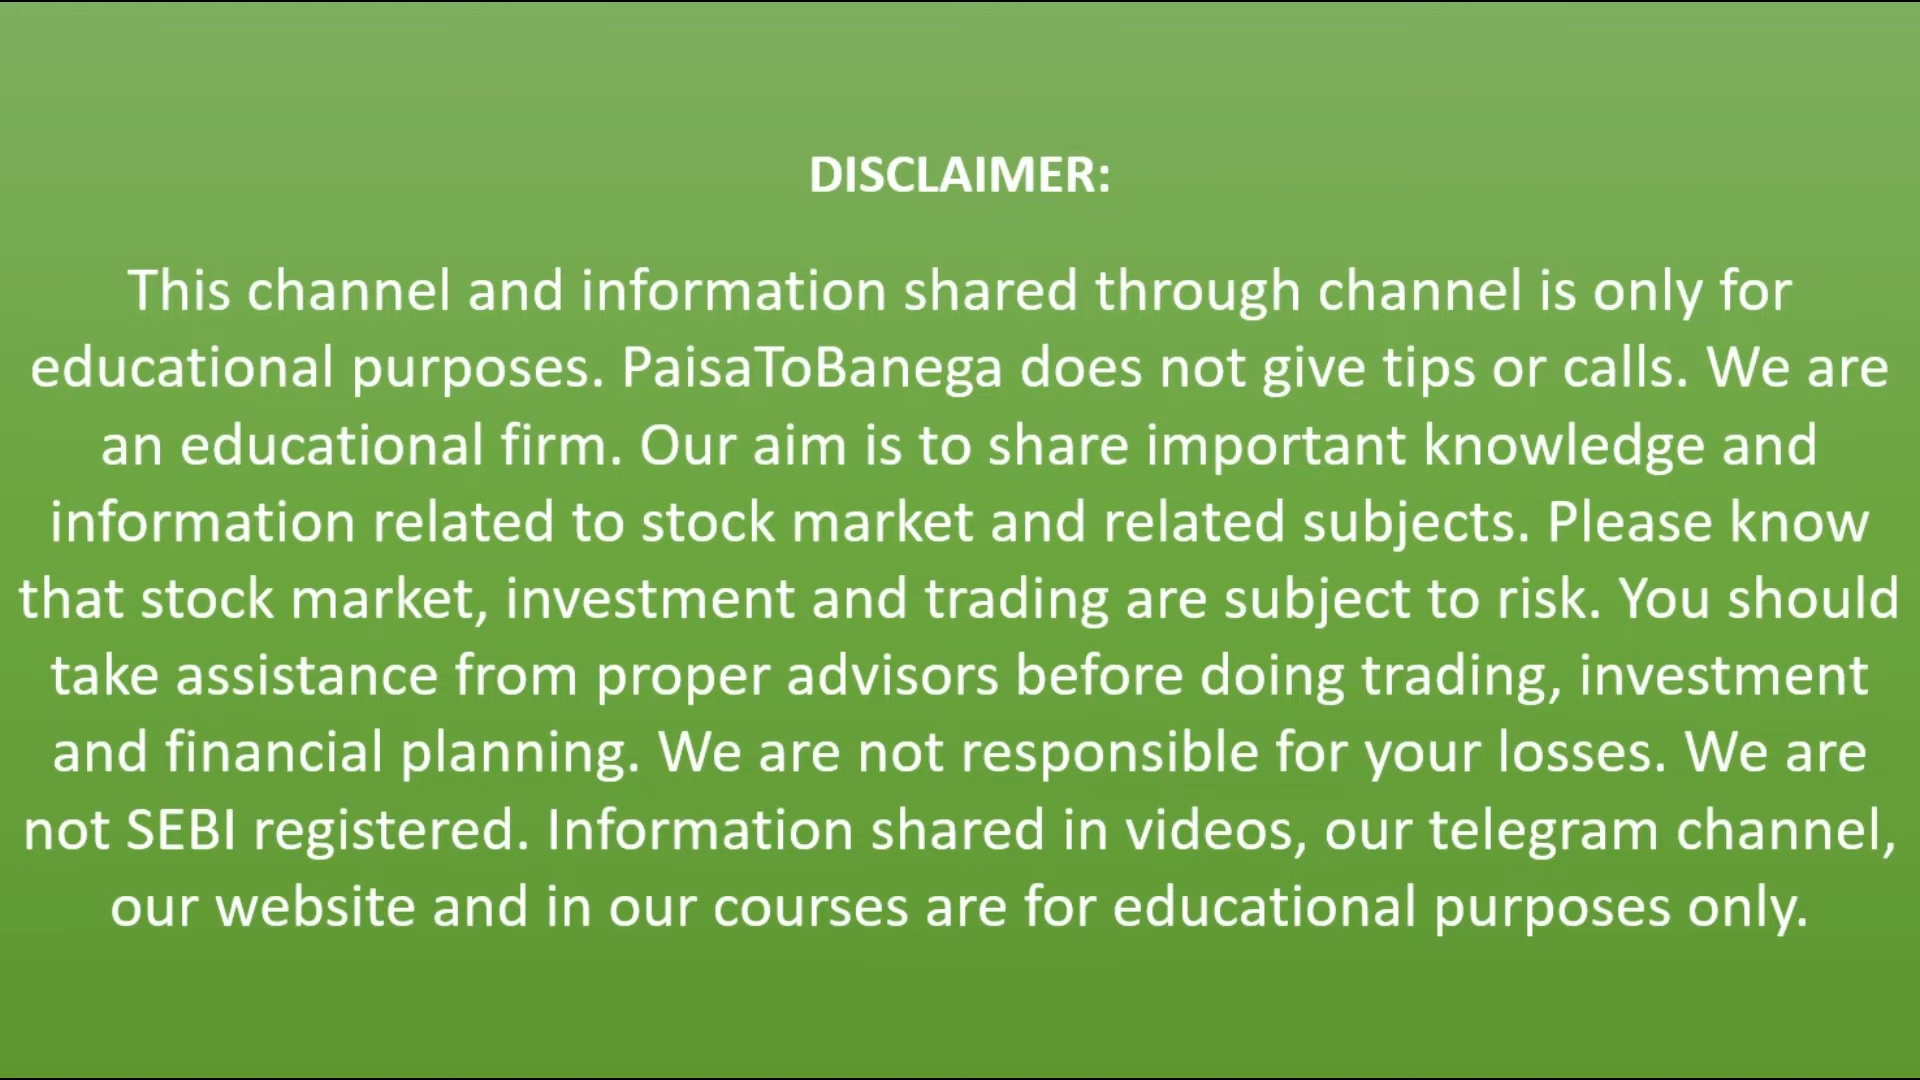 DISCLAIMER:
This channel and information shared through channel is only for
educational purposes. PaisaToBanega does not give tips or calls. We are
an educational firm. Our aim is to share important knowledge and
information related to stock market and related subjects. Please know
that stock market, investment and trading are subject to risk. You should
take assistance from proper advisors before doing trading, investment
and financial planning. We are not responsible for your losses. We are
not SEBI registered. Information shared in videos, our telegram channel,
our website and in our courses are for educational purposes only.